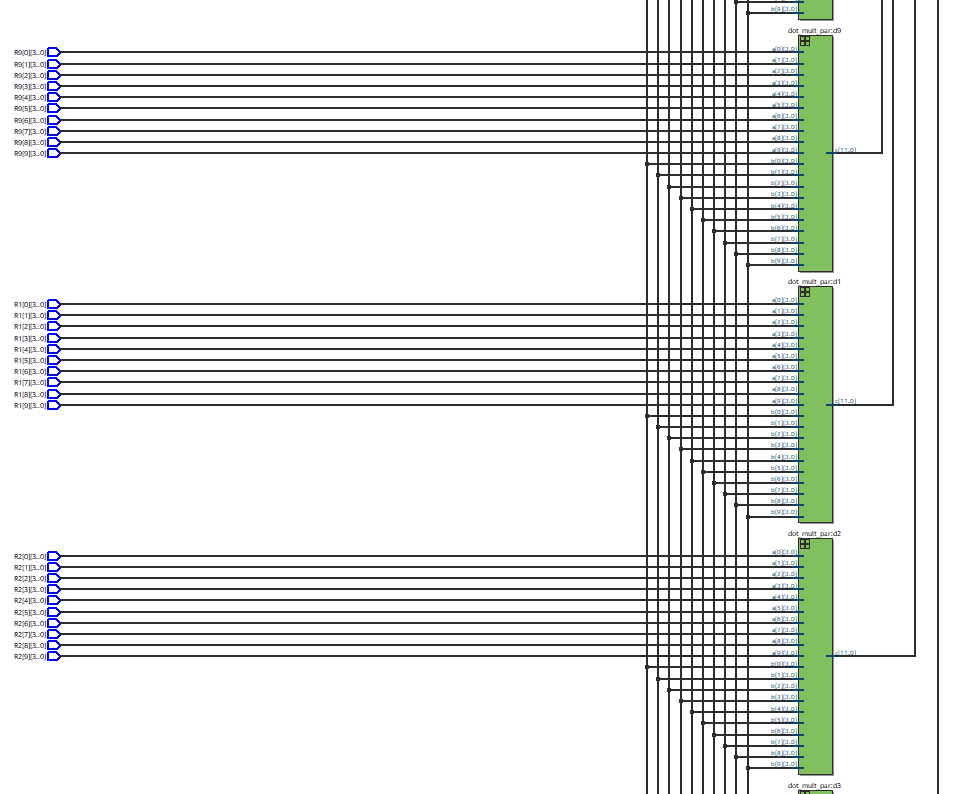 b[9][3..0]
dot_mult_par:d9
R9[0][3..0]
a[0][3..0]
R9[1][3..0]
a[1][3..0]
R9[2][3..0]
a[2][3..0]
R9[3][3..0]
a[3][3..0]
R9[4][3..0]
a[4][3..0]
R9[5][3..0]
a[5][3..0]
R9[6][3..0]
a[6][3..0]
R9[7][3..0]
a[7][3..0]
R9[8][3..0]
a[8][3..0]
R9[9][3..0]
a[9][3..0]
c[11..0]
b[0][3..0]
b[1][3..0]
b[2][3..0]
b[3][3..0]
b[4][3..0]
b[5][3..0]
b[6][3..0]
b[7][3..0]
b[8][3..0]
b[9][3..0]
dot_mult_par:d1
R1[0][3..0]
a[0][3..0]
R1[1][3..0]
a[1][3..0]
R1[2][3..0]
a[2][3..0]
R1[3][3..0]
a[3][3..0]
R1[4][3..0]
a[4][3..0]
R1[5][3..0]
a[5][3..0]
R1[6][3..0]
a[6][3..0]
R1[7][3..0]
a[7][3..0]
R1[8][3..0]
a[8][3..0]
R1[9][3..0]
a[9][3..0]
c[11..0]
b[0][3..0]
b[1][3..0]
b[2][3..0]
b[3][3..0]
b[4][3..0]
b[5][3..0]
b[6][3..0]
b[7][3..0]
b[8][3..0]
b[9][3..0]
dot_mult_par:d2
R2[0][3..0]
a[0][3..0]
R2[1][3..0]
a[1][3..0]
R2[2][3..0]
a[2][3..0]
R2[3][3..0]
a[3][3..0]
R2[4][3..0]
a[4][3..0]
R2[5][3..0]
a[5][3..0]
R2[6][3..0]
a[6][3..0]
R2[7][3..0]
a[7][3..0]
R2[8][3..0]
a[8][3..0]
R2[9][3..0]
a[9][3..0]
c[11..0]
b[0][3..0]
b[1][3..0]
b[2][3..0]
b[3][3..0]
b[4][3..0]
b[5][3..0]
b[6][3..0]
b[7][3..0]
b[8][3..0]
b[9][3..0]
dot_mult_par:d3